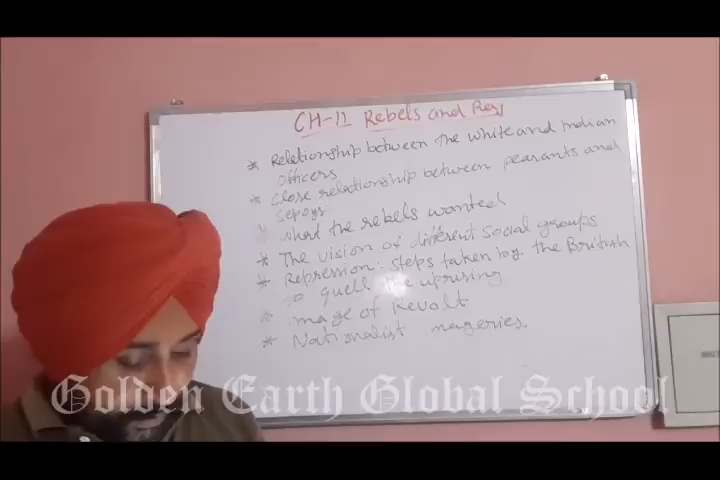 CH-11 Rebels and Raj
* Relationship between the white and Indian
officers
* Close relationship between peasants and
sepoys
* What the rebels wanted
* The vision of different social groups
* Repression: steps taken by the British
to quell the uprising
* Image of Revolt
* Nationalist mageries.
Golden Earth Global School